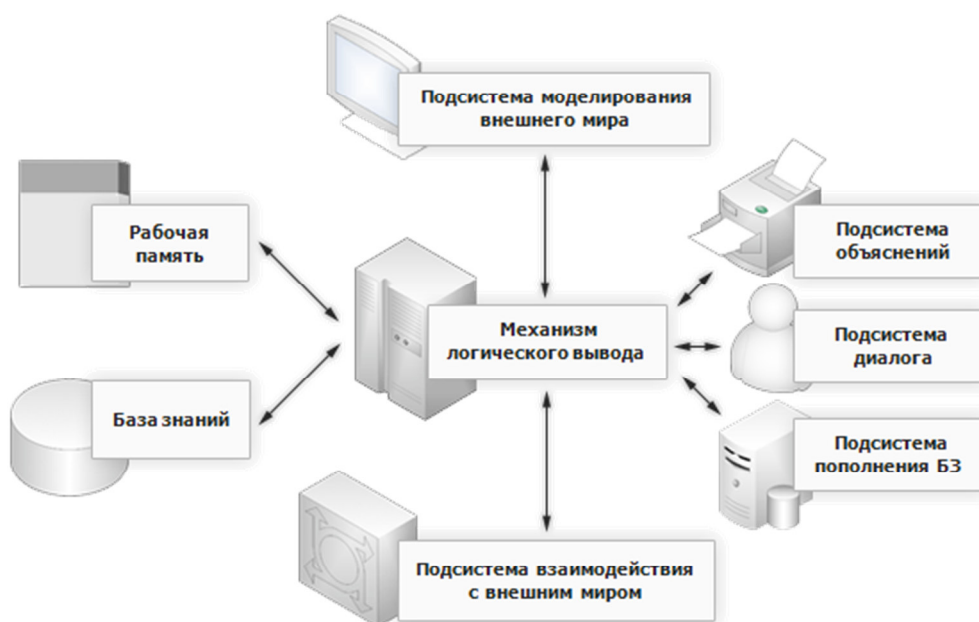 Подсистема моделирования
внешнего мира
Рабочая
память
Подсистема
объяснений
Механизм
логического вывода
Подсистема
диалога
База знаний
Подсистема
пополнения БЗ
Подсистема взаимодействия
с внешним миром